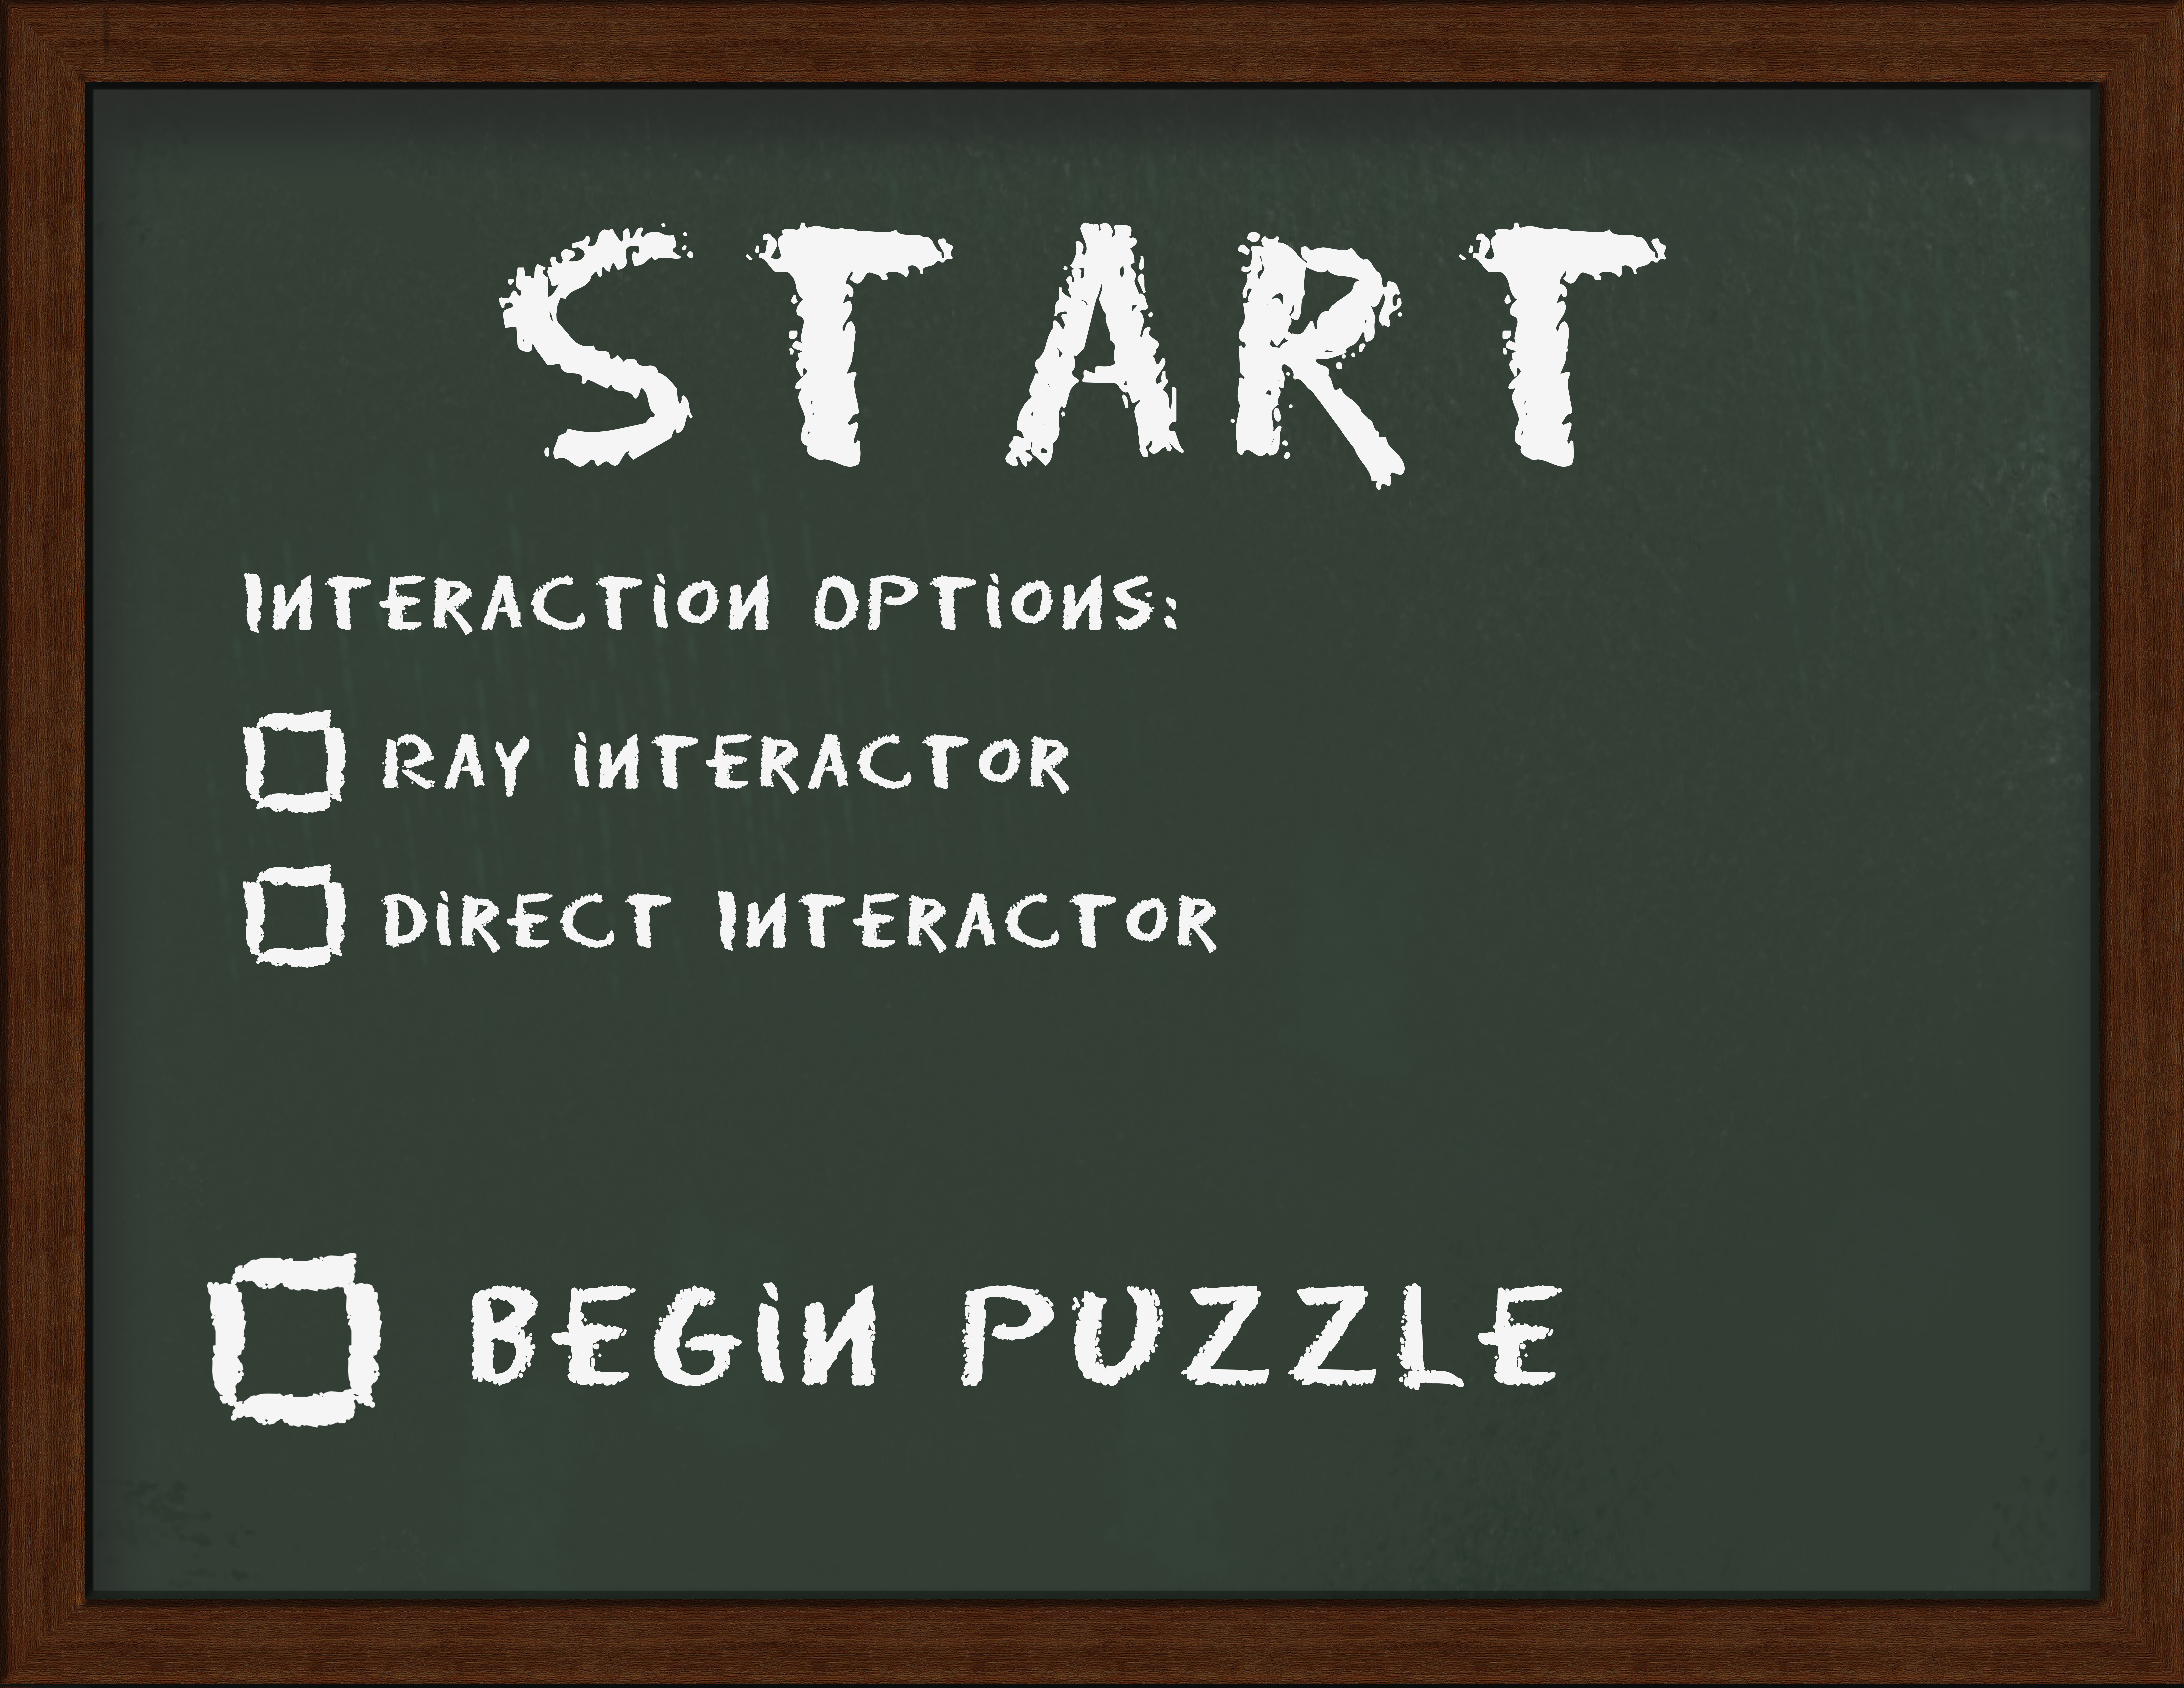 START
INTERACTION OPTIONS:
RAY INTERACTOR
DIRECT INTERACTOR
BEGIN PUZZLE